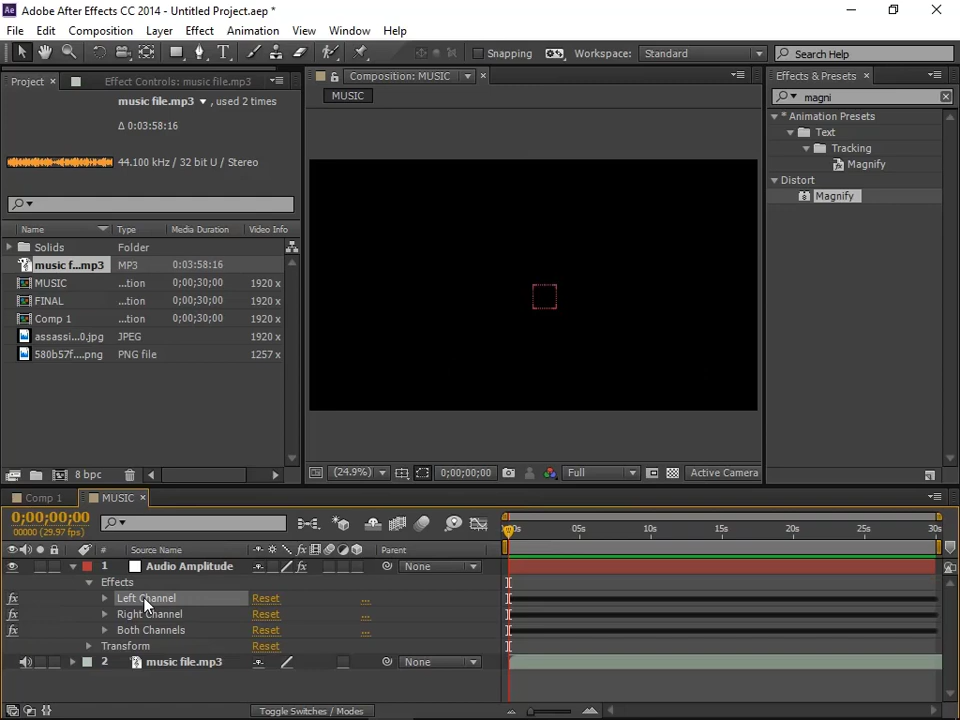 Ae Adobe After Effects CC 2014 - Untitled Project.aep *
File Edit Composition Layer Effect Animation View Window Help
Snapping Workspace: Standard Search Help
Project × Effect Controls: music file.mp3 Composition: MUSIC × Effects & Presets ×
music file.mp3 , used 2 times MUSIC magni
Δ 0:03:58:16 * Animation Presets
Text
Tracking
44.100 kHz / 32 bit U / Stereo Magnify
Distort
Magnify
Name Type Media Duration Video Info
Solids Folder
music f...mp3 MP3 0:03:58:16
MUSIC ...tion 0;00;30;00 1920 x
FINAL ...tion 0;00;30;00 1920 x
Comp 1 ...tion 0;00;30;00 1920 x
assassi...0.jpg JPEG
580b57f....png PNG file 1257 x
8 bpc (24.9%) 0;00;00;00 Full Active Camera
Comp 1 MUSIC ×
0;00;00;00
00000 (29.97 fps) 05s 10s 15s 20s 25s 30s
# Source Name fx Parent
1 Audio Amplitude fx None
Effects
fx Left Channel Reset ...
fx Right Channel Reset ...
fx Both Channels Reset ...
Transform Reset
2 music file.mp3 None
Toggle Switches / Modes